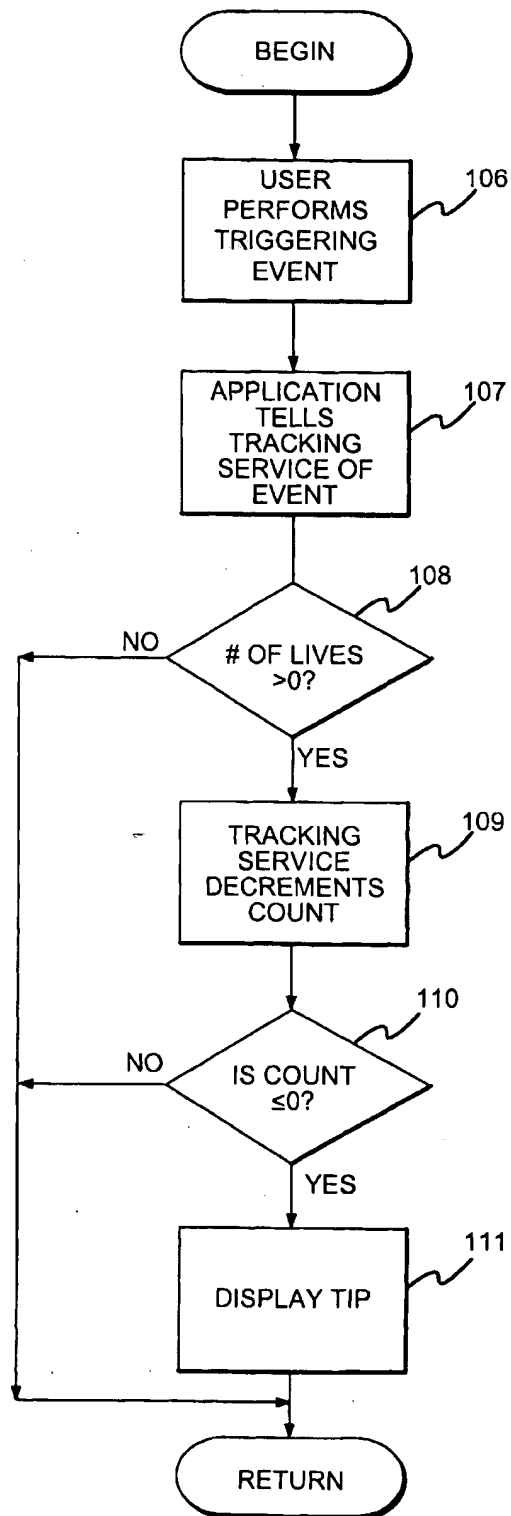 BEGIN
USER
PERFORMS
TRIGGERING
EVENT
106
APPLICATION
TELLS
TRACKING
SERVICE OF
EVENT
107
108
NO
# OF LIVES
>0?
YES
TRACKING
SERVICE
DECREMENTS
COUNT
109
110
NO
IS COUNT
≤0?
YES
DISPLAY TIP
111
RETURN